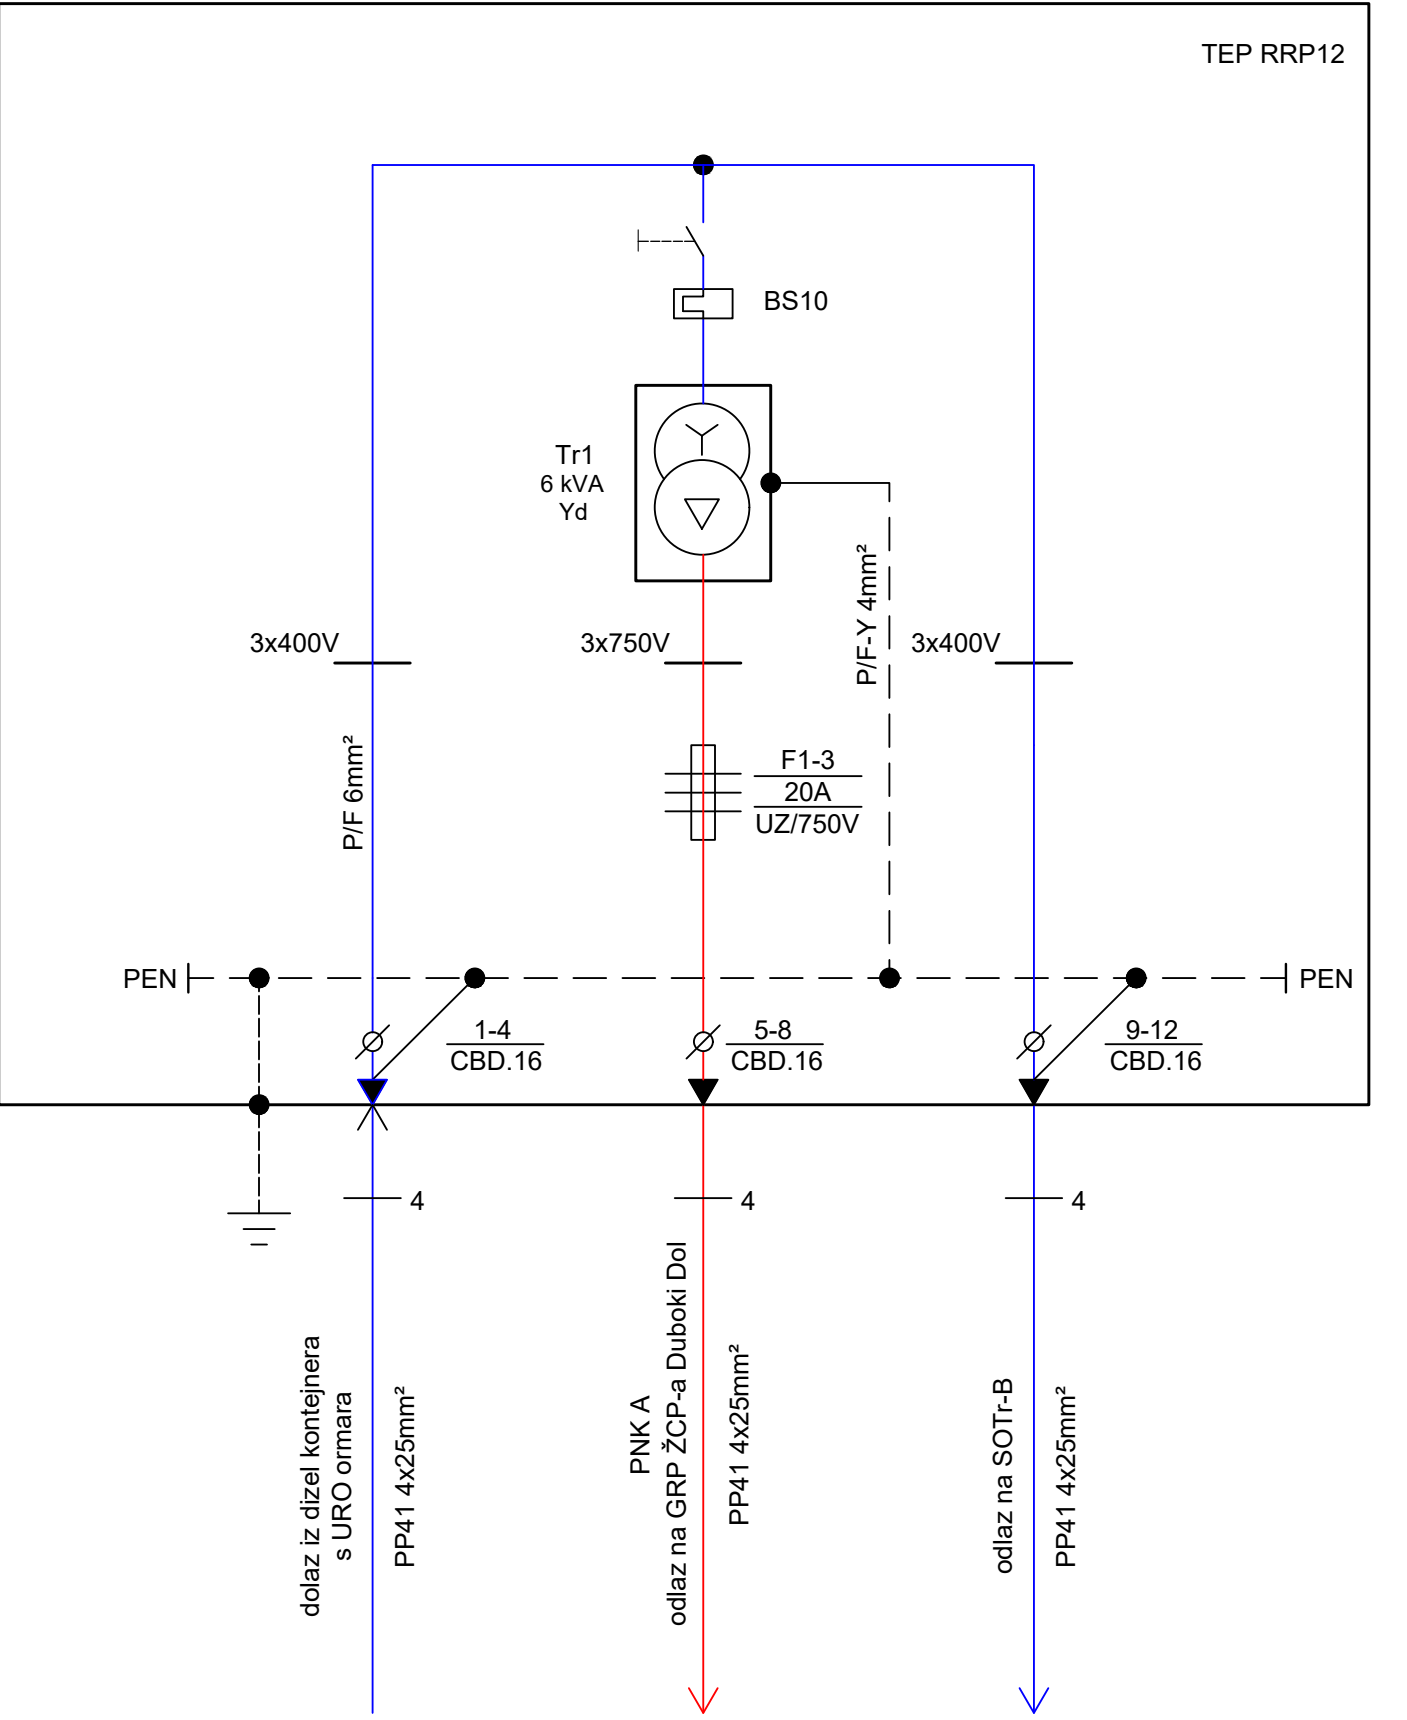 TEP RRP12
BS10
Tr1
6 kVA
Yd
3x400V
3x750V
3x400V
P/F-Y 4mm²
P/F 6mm²
F1-3
20A
UZ/750V
PEN
PEN
1-4
CBD.16
5-8
CBD.16
9-12
CBD.16
4
4
4
dolaz iz dizel kontejnera
s URO ormara
PP41 4x25mm²
PNK A
odlaz na GRP ŽCP-a Duboki Dol
PP41 4x25mm²
odlaz na SOTr-B
PP41 4x25mm²